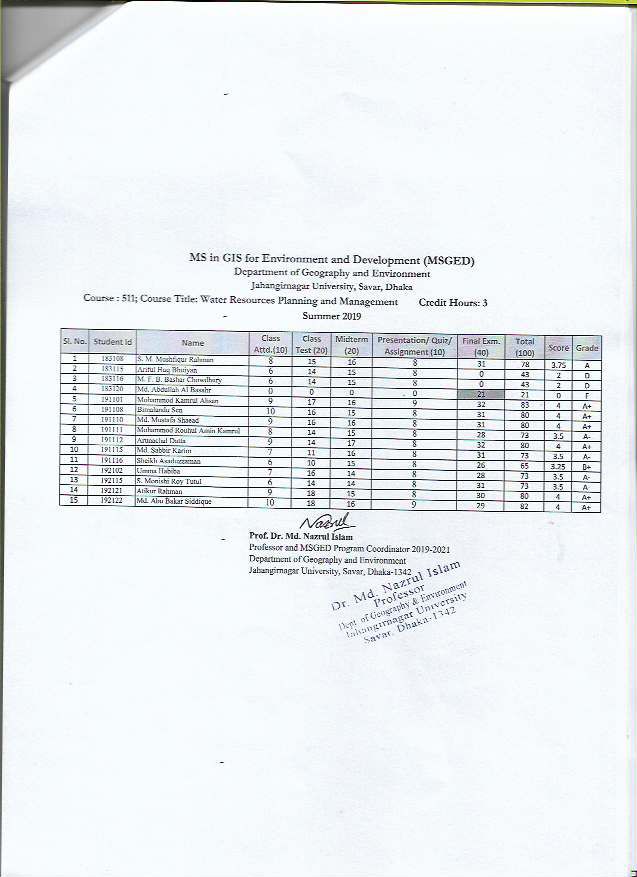 MS in GIS for Environment and Development (MSGED)
Department of Geography and Environment
Jahangirnagar University, Savar, Dhaka
Course : 511; Course Title: Water Resources Planning and Management Credit Hours: 3
Summer 2019
Sl. No. Student Id Name Class Attd.(10) Class Test (20) Midterm (20) Presentation/ Quiz/ Assignment (10) Final Exm. (40) Total (100) Score Grade
1 183108 S. M. Mushfiqur Rahman 8 15 16 8 31 78 3.75 A
2 183115 Ariful Haq Bhuiyan 6 14 15 8 0 43 2 D
3 183116 M. F. B. Bashar Chowdhury 6 14 15 8 0 43 2 D
4 183120 Md. Abdullah Al Basahr 0 0 0 0 21 21 0 F
5 191101 Mohammod Kamrul Ahsan 9 17 16 9 32 83 4 A+
6 191108 Bimalandu Sen 10 16 15 8 31 80 4 A+
7 191110 Md. Mustafa 9 16 16 8 31 80 4 A+
8 191111 Mohammod Rouhul Amin Kamrul 8 14 15 8 28 73 3.5 A-
9 191112 Arunachal Dutta 9 14 17 8 32 80 4 A+
10 191115 Md. Sabbir Karim 7 11 16 8 31 73 3.5 A-
11 191116 Sheikh Asaduzzaman 6 10 15 8 26 65 3.25 B+
12 192102 Umma Habiba 7 16 14 8 28 73 3.5 A-
13 192115 S. Monishi Roy Tutul 6 14 14 8 31 73 3.5 A-
14 192121 Atikur Rahman 9 18 15 8 30 80 4 A+
15 192122 Md. Abu Bakar Siddique 10 18 16 9 29 82 4 A+
Nazrul
Prof. Dr. Md. Nazrul Islam
Professor and MSGED Program Coordinator 2019-2021
Department of Geography and Environment
Jahangirnagar University, Savar, Dhaka-1342
Dr. Md. Nazrul Islam
Professor
Dept. of Geography & Environment
Jahangirnagar University
Savar, Dhaka-1342